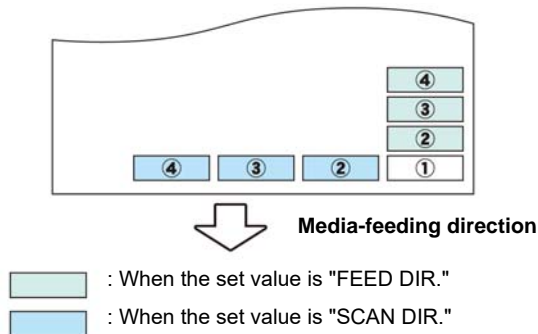 ④
③
②
④ ③ ② ①
Media-feeding direction
: When the set value is "FEED DIR."
: When the set value is "SCAN DIR."